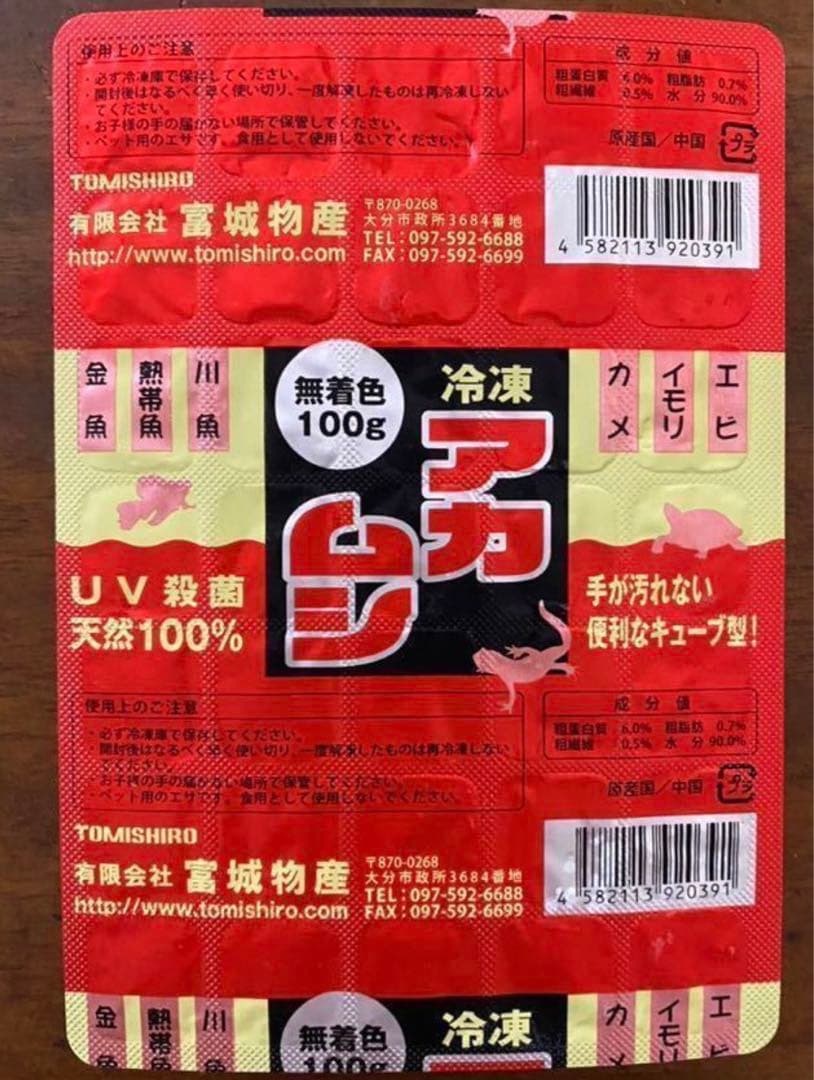 使用上のご注意
・必ず冷凍庫で保存してください。
・開封後はなるべく早く使い切り、一度解凍したものは再冷凍しない
でください。
・お子様の手の届かない場所で保管してください。
・ペット用のエサです。食用として使用しないでください。
成分値
粗蛋白質 6.0% 粗脂肪 0.7%
粗繊維 0.5% 水分 90.0%
原産国/中国 プラ
TOMISHIRO
有限会社 富城物産
http://www.tomishiro.com
〒870-0268
大分市政所3684番地
TEL:097-592-6688
FAX:097-592-6699
4 582113 920391
金魚
熱帯魚
川魚
無着色
100g
冷凍
アカ
ムシ
カメ
イモリ
エビ
UV殺菌
天然100%
手が汚れない
便利なキューブ型!
使用上のご注意
・必ず冷凍庫で保存してください。
・開封後はなるべく早く使い切り、一度解凍したものは再冷凍しない
でください。
・お子様の手の届かない場所で保管してください。
・ペット用のエサです。食用として使用しないでください。
成分値
粗蛋白質 6.0% 粗脂肪 0.7%
粗繊維 0.5% 水分 90.0%
原産国/中国 プラ
TOMISHIRO
有限会社 富城物産
http://www.tomishiro.com
〒870-0268
大分市政所3684番地
TEL:097-592-6688
FAX:097-592-6699
4 582113 920391
金魚
熱帯魚
川魚
無着色
100g
冷凍
カメ
イモリ
エビ